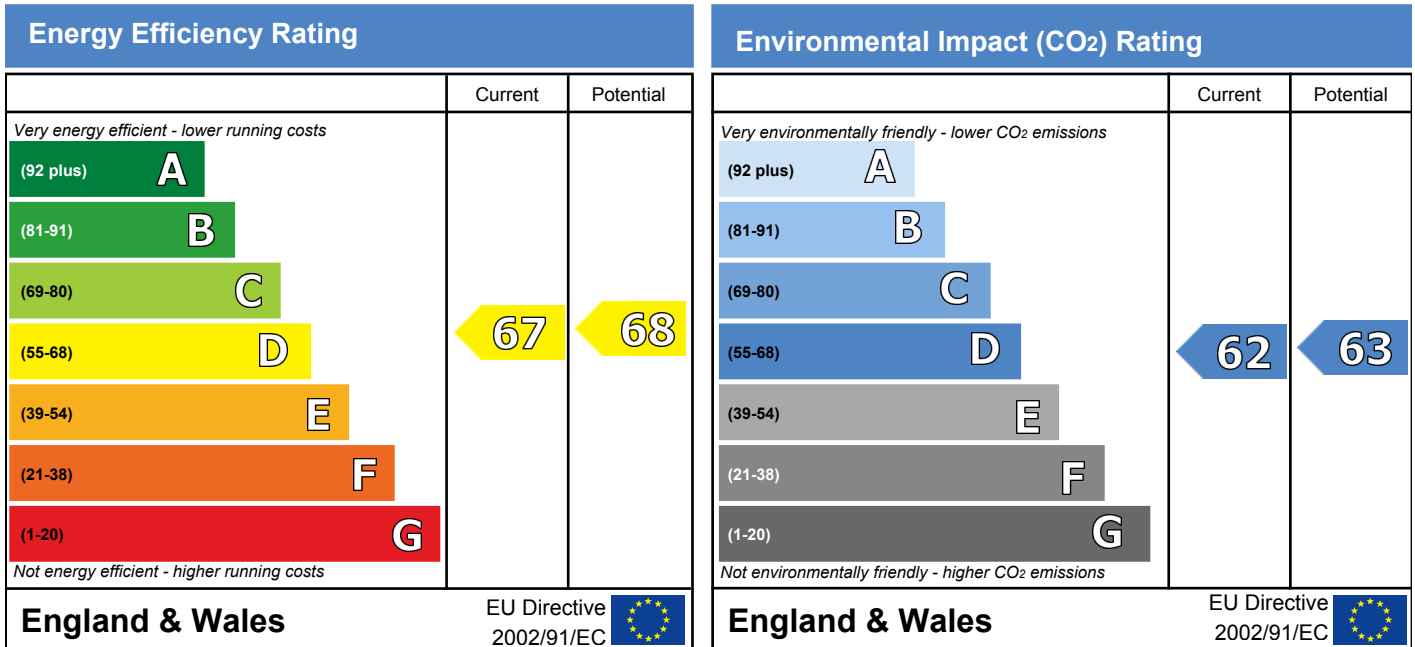 Energy Efficiency Rating
Current Potential
Very energy efficient - lower running costs
(92 plus) A
(81-91) B
(69-80) C
(55-68) D
67 68
(39-54) E
(21-38) F
(1-20) G
Not energy efficient - higher running costs
England & Wales
EU Directive
2002/91/EC
Environmental Impact (CO2) Rating
Current Potential
Very environmentally friendly - lower CO2 emissions
(92 plus) A
(81-91) B
(69-80) C
(55-68) D
62 63
(39-54) E
(21-38) F
(1-20) G
Not environmentally friendly - higher CO2 emissions
England & Wales
EU Directive
2002/91/EC